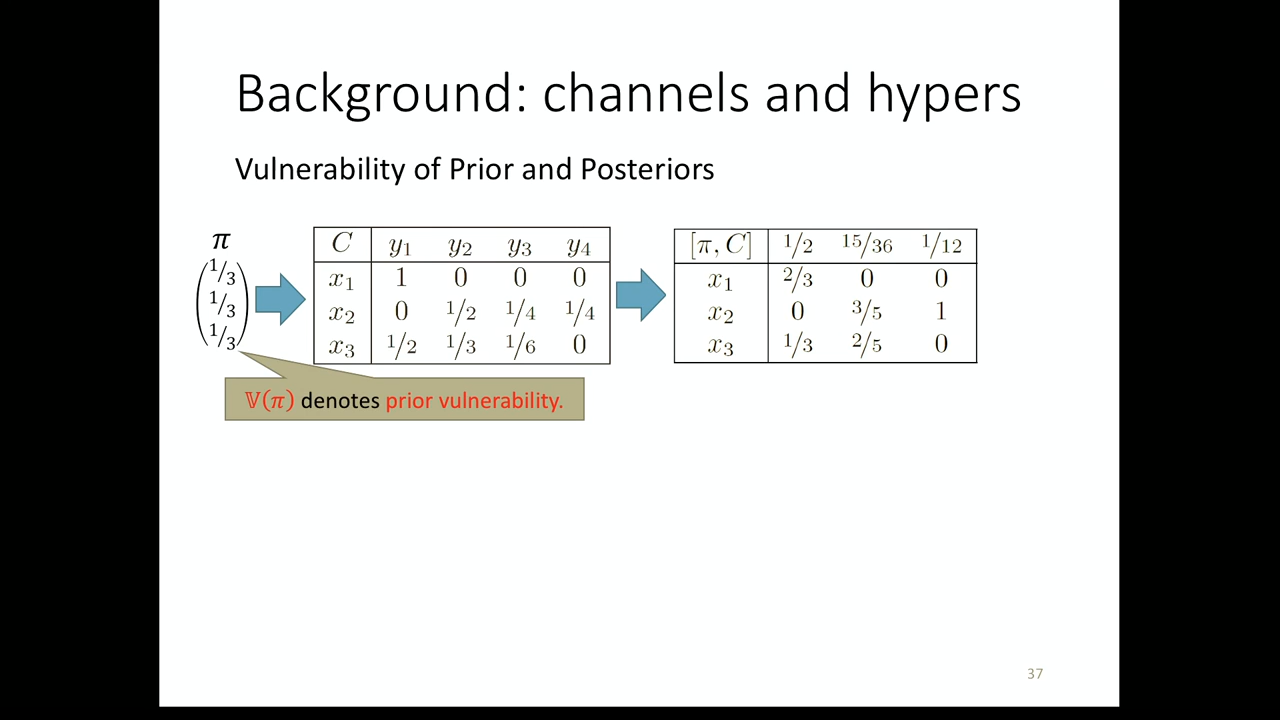 Background: channels and hypers
Vulnerability of Prior and Posteriors
π
1/3
1/3
1/3
C y₁ y₂ y₃ y₄
x₁ 1 0 0 0
x₂ 0 1/2 1/4 1/4
x₃ 1/2 1/3 1/6 0
[π, C] 1/2 15/36 1/12
x₁ 2/3 0 0
x₂ 0 3/5 1
x₃ 1/3 2/5 0
𝕍(π) denotes prior vulnerability.
37